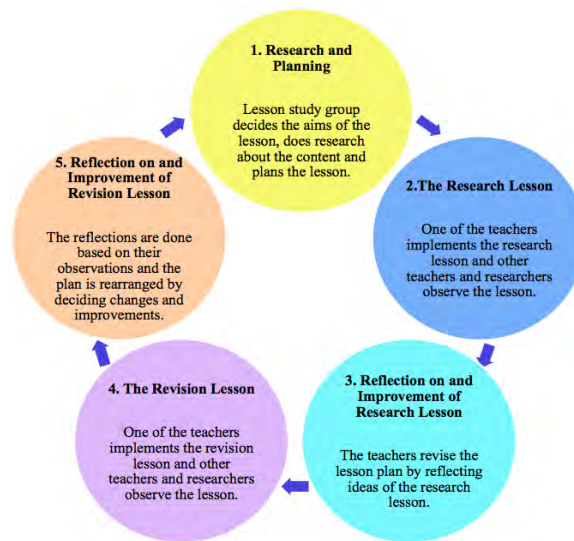 1. Research and
Planning
Lesson study group
decides the aims of the
lesson, does research
about the content and
plans the lesson.
2.The Research Lesson
One of the teachers
implements the research
lesson and other
teachers and researchers
observe the lesson.
3. Reflection on and
Improvement of
Research Lesson
The teachers revise the
lesson plan by reflecting
ideas of the research
lesson.
4. The Revision Lesson
One of the teachers
implements the revision
lesson and other
teachers and researchers
observe the lesson.
5. Reflection on and
Improvement of
Revision Lesson
The reflections are done
based on their
observations and the
plan is rearranged by
deciding changes and
improvements.